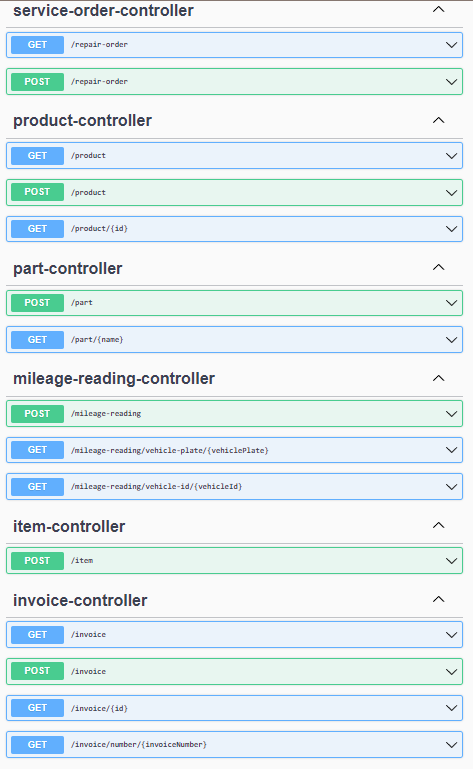 service-order-controller
GET /repair-order
POST /repair-order
product-controller
GET /product
POST /product
GET /product/{id}
part-controller
POST /part
GET /part/{name}
mileage-reading-controller
POST /mileage-reading
GET /mileage-reading/vehicle-plate/{vehiclePlate}
GET /mileage-reading/vehicle-id/{vehicleId}
item-controller
POST /item
invoice-controller
GET /invoice
POST /invoice
GET /invoice/{id}
GET /invoice/number/{invoiceNumber}